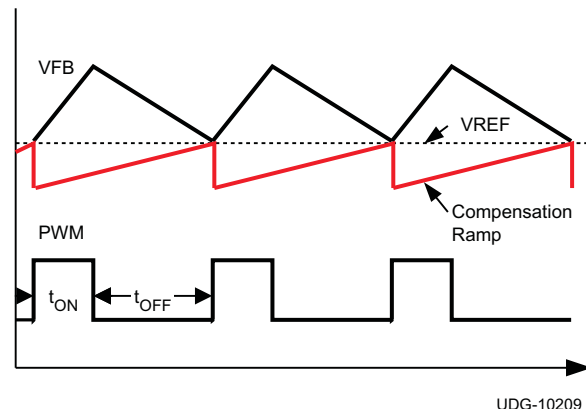 VFB
VREF
Compensation
Ramp
PWM
tON
tOFF
UDG-10209